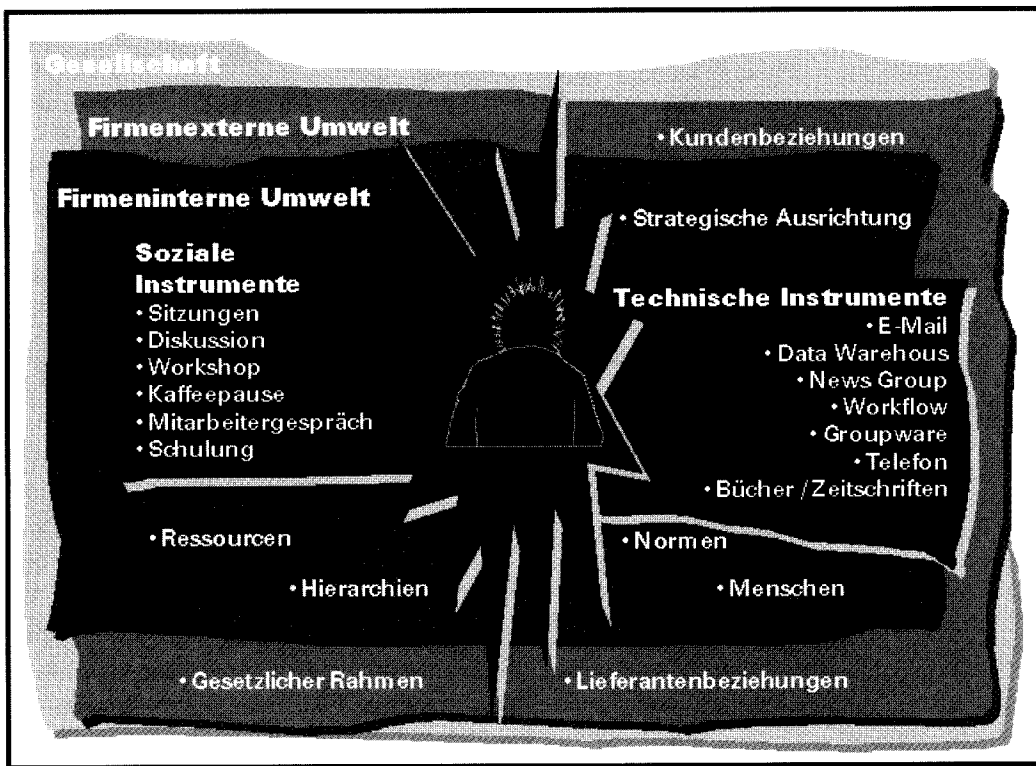 Gesellschaft
Firmenexterne Umwelt
• Kundenbeziehungen
Firmeninterne Umwelt
• Strategische Ausrichtung
Soziale
Instrumente
• Sitzungen
• Diskussion
• Workshop
• Kaffeepause
• Mitarbeitergespräch
• Schulung
Technische Instrumente
• E-Mail
• Data Warehous
• News Group
• Workflow
• Groupware
• Telefon
• Bücher / Zeitschriften
• Ressourcen
• Normen
• Hierarchien
• Menschen
• Gesetzlicher Rahmen
• Lieferantenbeziehungen